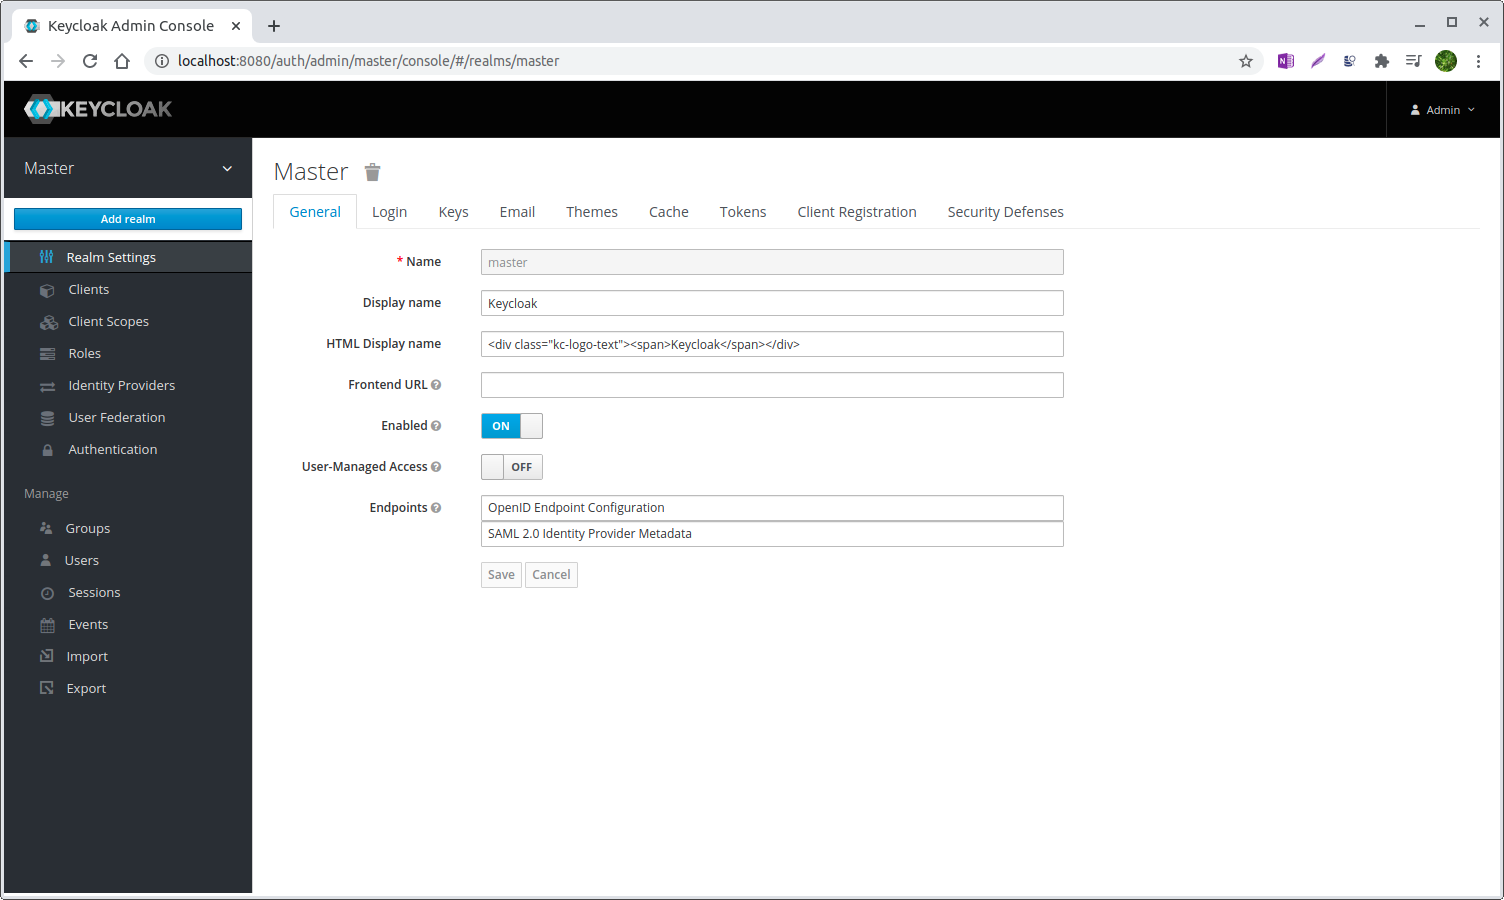 Keycloak Admin Console
localhost:8080/auth/admin/master/console/#/realms/master
KEYCLOAK
Admin
Master
Add realm
Realm Settings
Clients
Client Scopes
Roles
Identity Providers
User Federation
Authentication
Manage
Groups
Users
Sessions
Events
Import
Export
Master
General Login Keys Email Themes Cache Tokens Client Registration Security Defenses
* Name master
Display name Keycloak
HTML Display name <div class="kc-logo-text"><span>Keycloak</span></div>
Frontend URL
Enabled ON
User-Managed Access OFF
Endpoints OpenID Endpoint Configuration
SAML 2.0 Identity Provider Metadata
Save Cancel